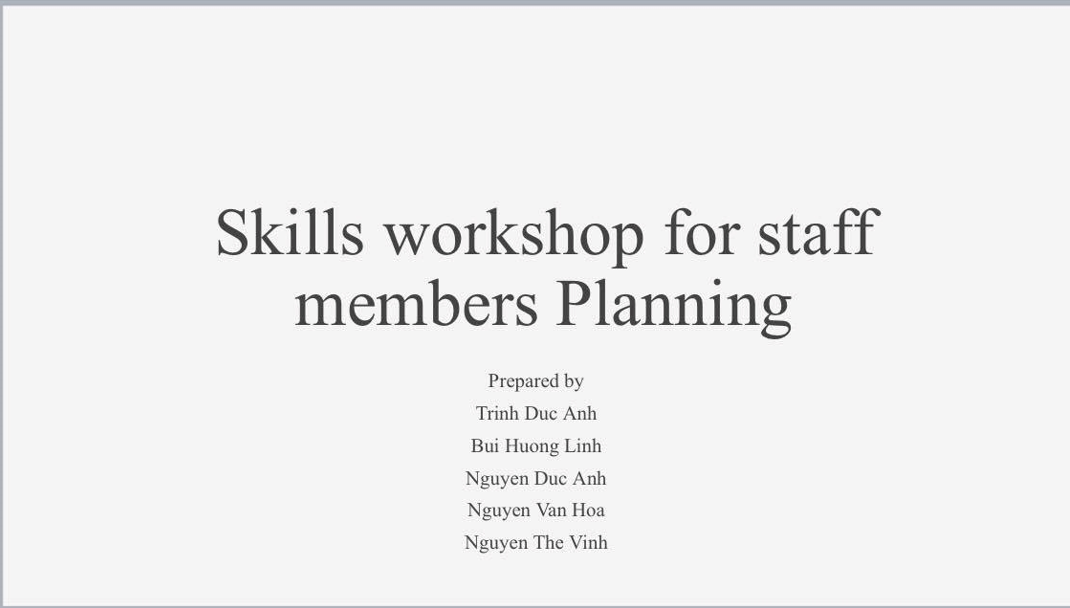 Skills workshop for staff
members Planning
Prepared by
Trinh Duc Anh
Bui Huong Linh
Nguyen Duc Anh
Nguyen Van Hoa
Nguyen The Vinh